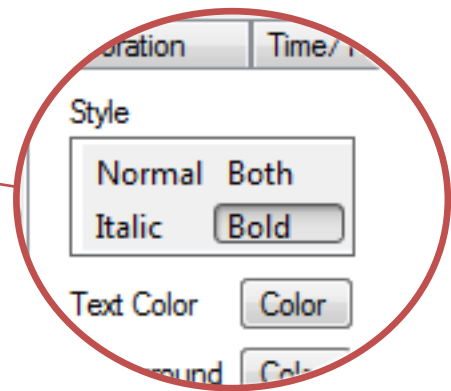 Time/
Style
Normal Both
Italic Bold
Text Color Color